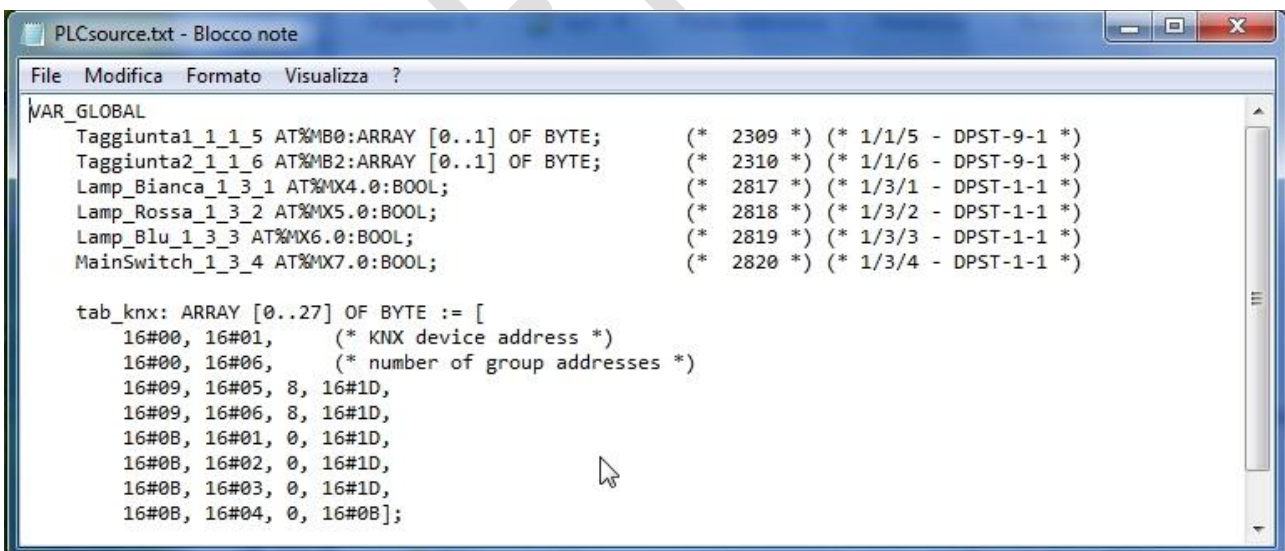 PLCsource.txt - Blocco note
File Modifica Formato Visualizza ?
VAR_GLOBAL
Taggiunta1_1_1_5 AT%MB0:ARRAY [0..1] OF BYTE; (* 2309 *) (* 1/1/5 - DPST-9-1 *)
Taggiunta2_1_1_6 AT%MB2:ARRAY [0..1] OF BYTE; (* 2310 *) (* 1/1/6 - DPST-9-1 *)
Lamp_Bianca_1_3_1 AT%MX4.0:BOOL; (* 2817 *) (* 1/3/1 - DPST-1-1 *)
Lamp_Rossa_1_3_2 AT%MX5.0:BOOL; (* 2818 *) (* 1/3/2 - DPST-1-1 *)
Lamp_Blu_1_3_3 AT%MX6.0:BOOL; (* 2819 *) (* 1/3/3 - DPST-1-1 *)
MainSwitch_1_3_4 AT%MX7.0:BOOL; (* 2820 *) (* 1/3/4 - DPST-1-1 *)
tab_knx: ARRAY [0..27] OF BYTE := [
16#00, 16#01, (* KNX device address *)
16#00, 16#06, (* number of group addresses *)
16#09, 16#05, 8, 16#1D,
16#09, 16#06, 8, 16#1D,
16#0B, 16#01, 0, 16#1D,
16#0B, 16#02, 0, 16#1D,
16#0B, 16#03, 0, 16#1D,
16#0B, 16#04, 0, 16#0B];